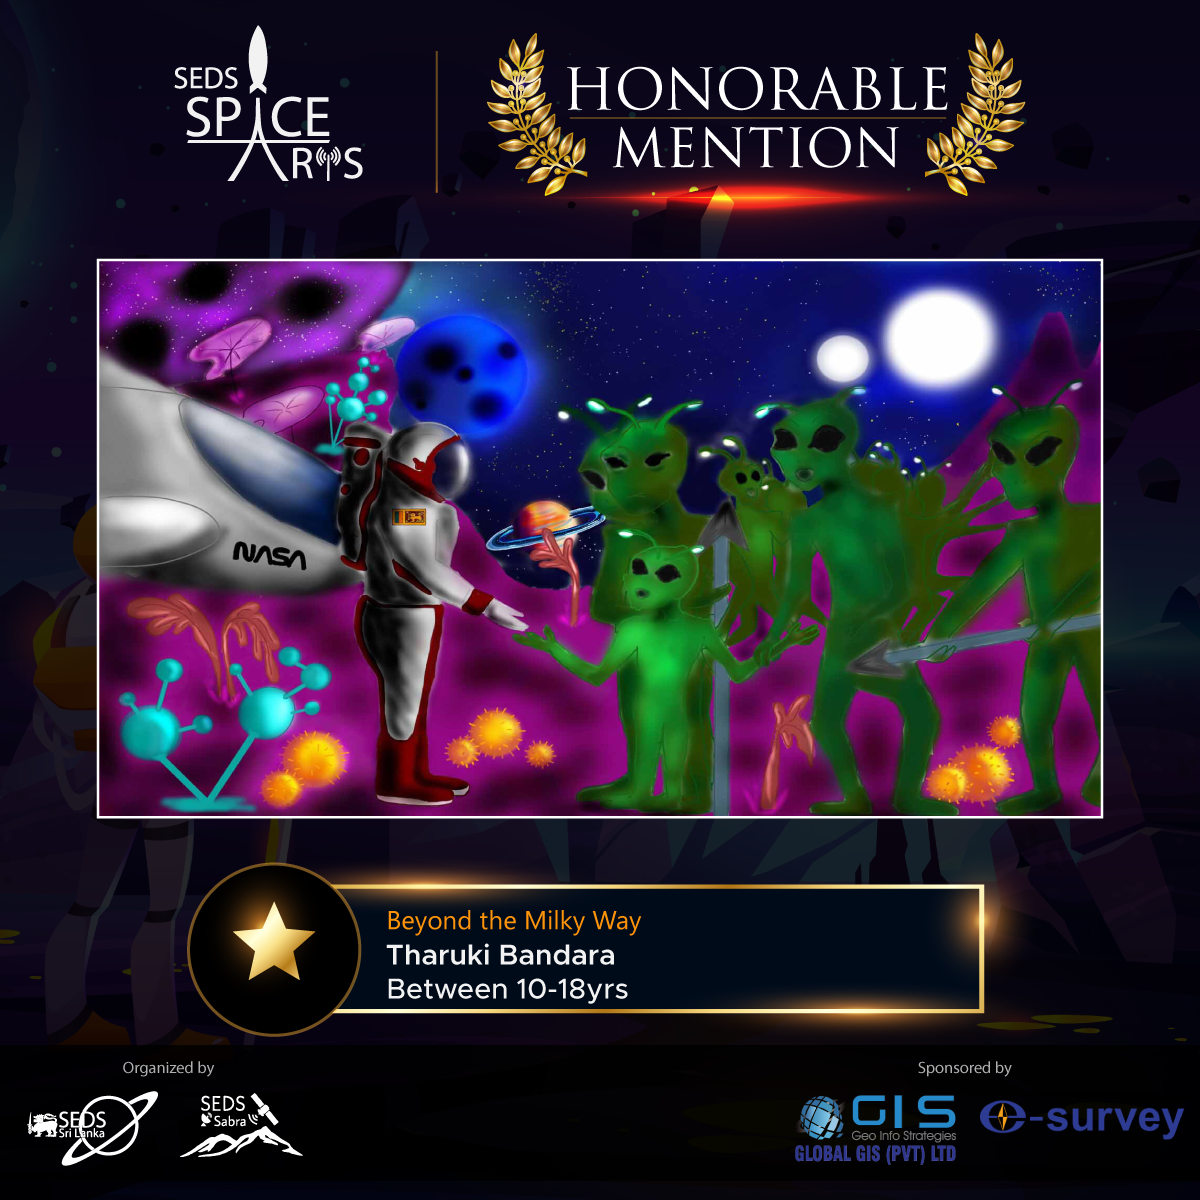 SEDS
SPACE
ARTS
HONORABLE
MENTION
NASA
Beyond the Milky Way
Tharuki Bandara
Between 10-18yrs
Organized by
Sponsored by
SEDS
Sri Lanka
SEDS
Sabra
GIS
Geo Info Strategies
GLOBAL GIS (PVT) LTD
e-survey